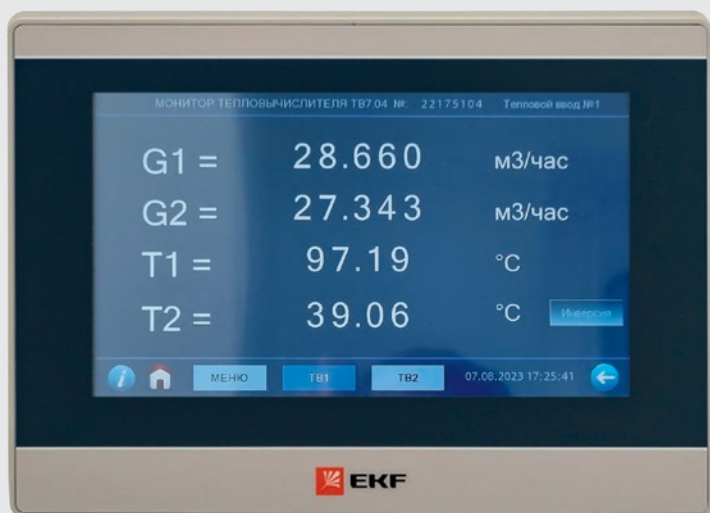 МОНИТОР ТЕПЛОВЫЧИСЛИТЕЛЯ ТВ7.04 №: 22175104 Тепловой ввод №1
G1 = 28.660 м3/час
G2 = 27.343 м3/час
T1 = 97.19 °C
T2 = 39.06 °C Инверсия
i МЕНЮ ТВ1 ТВ2 07.08.2023 17:25:41
EKF